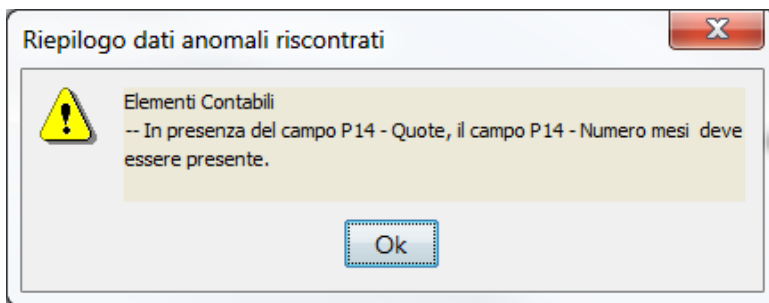 Riepilogo dati anomali riscontrati
Elementi Contabili
-- In presenza del campo P14 - Quote, il campo P14 - Numero mesi  deve
essere presente.
Ok